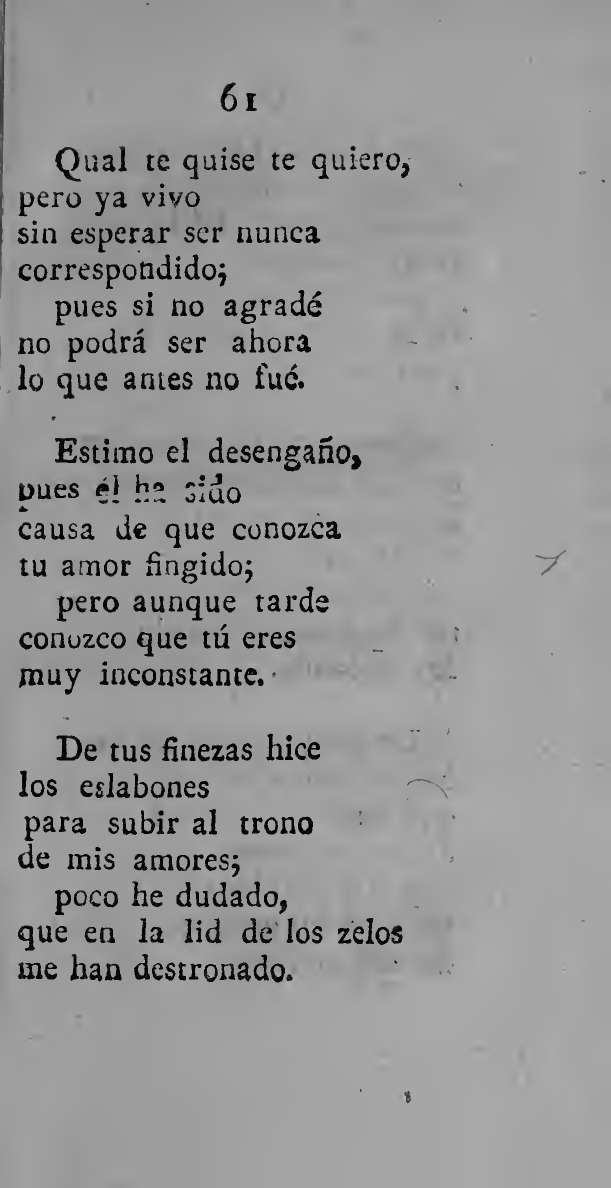 61
Qual te quise te quiero,
pero ya vivo
sin esperar ser nunca
correspondido;
pues si no agradé
no podrá ser ahora
lo que antes no fué.
Estimo el desengaño,
pues él ha sido
causa de que conozca
tu amor fingido;
pero aunque tarde
conozco que tú eres
muy inconstante.
De tus finezas hice
los eslabones
para subir al trono
de mis amores;
poco he dudado,
que en la lid de los zelos
me han destronado.